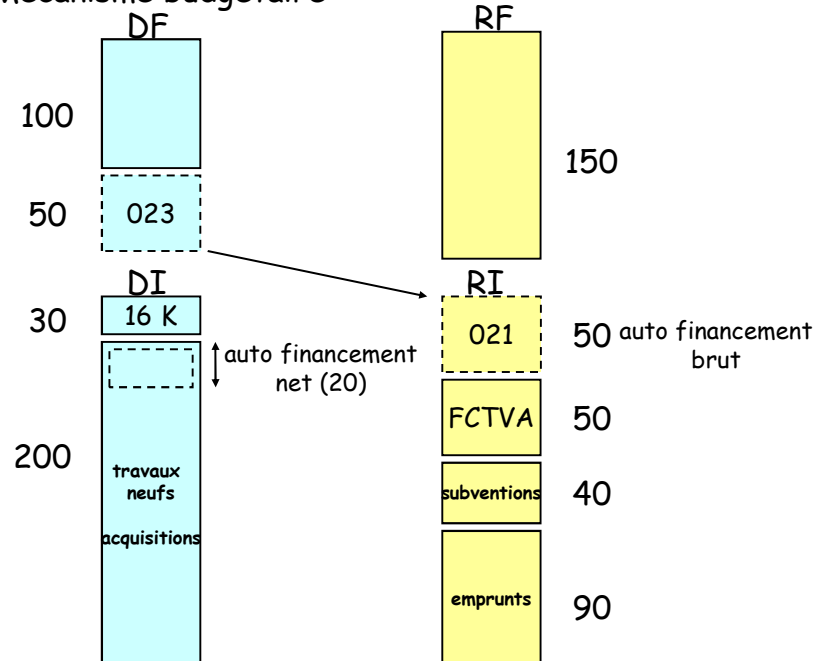 DF
RF
100
150
50
023
DI
RI
30
16 K
021
50
auto financement
brut
auto financement
net (20)
FCTVA
50
200
travaux
neufs
subventions
40
acquisitions
emprunts
90